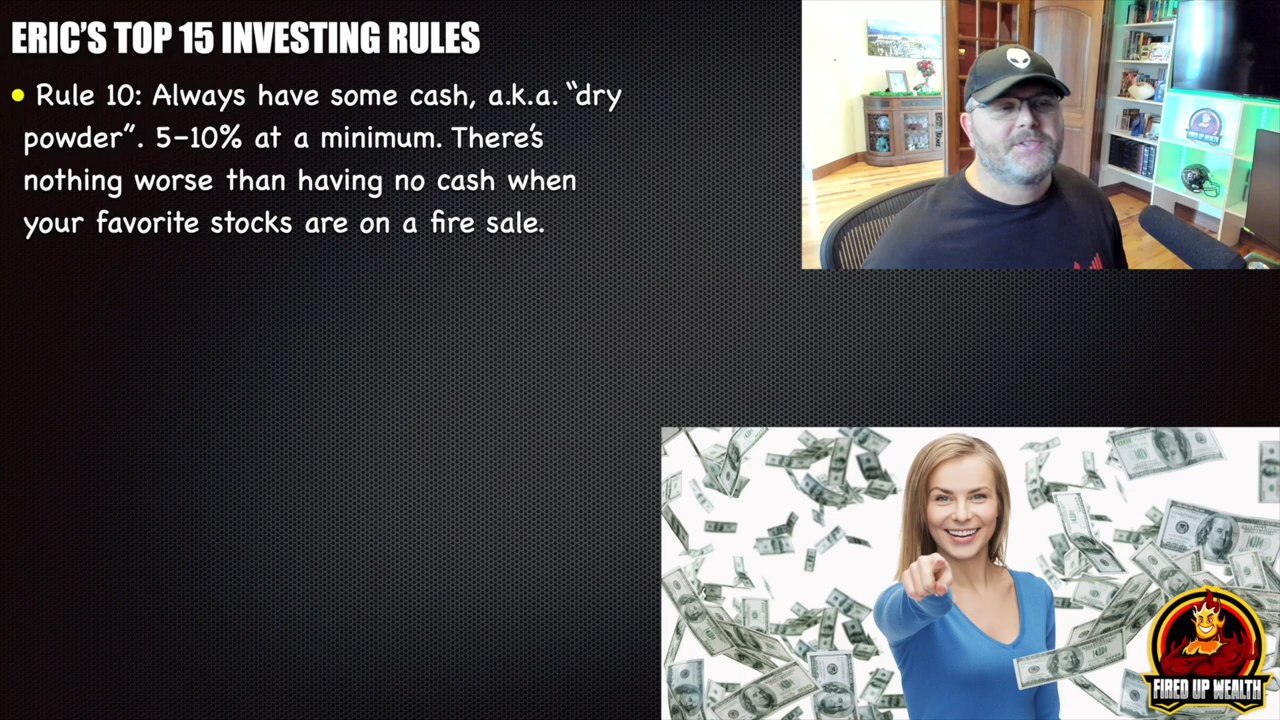 ERIC'S TOP 15 INVESTING RULES
• Rule 10: Always have some cash, a.k.a. “dry
powder”. 5–10% at a minimum. There's
nothing worse than having no cash when
your favorite stocks are on a fire sale.
FIRED UP WEALTH